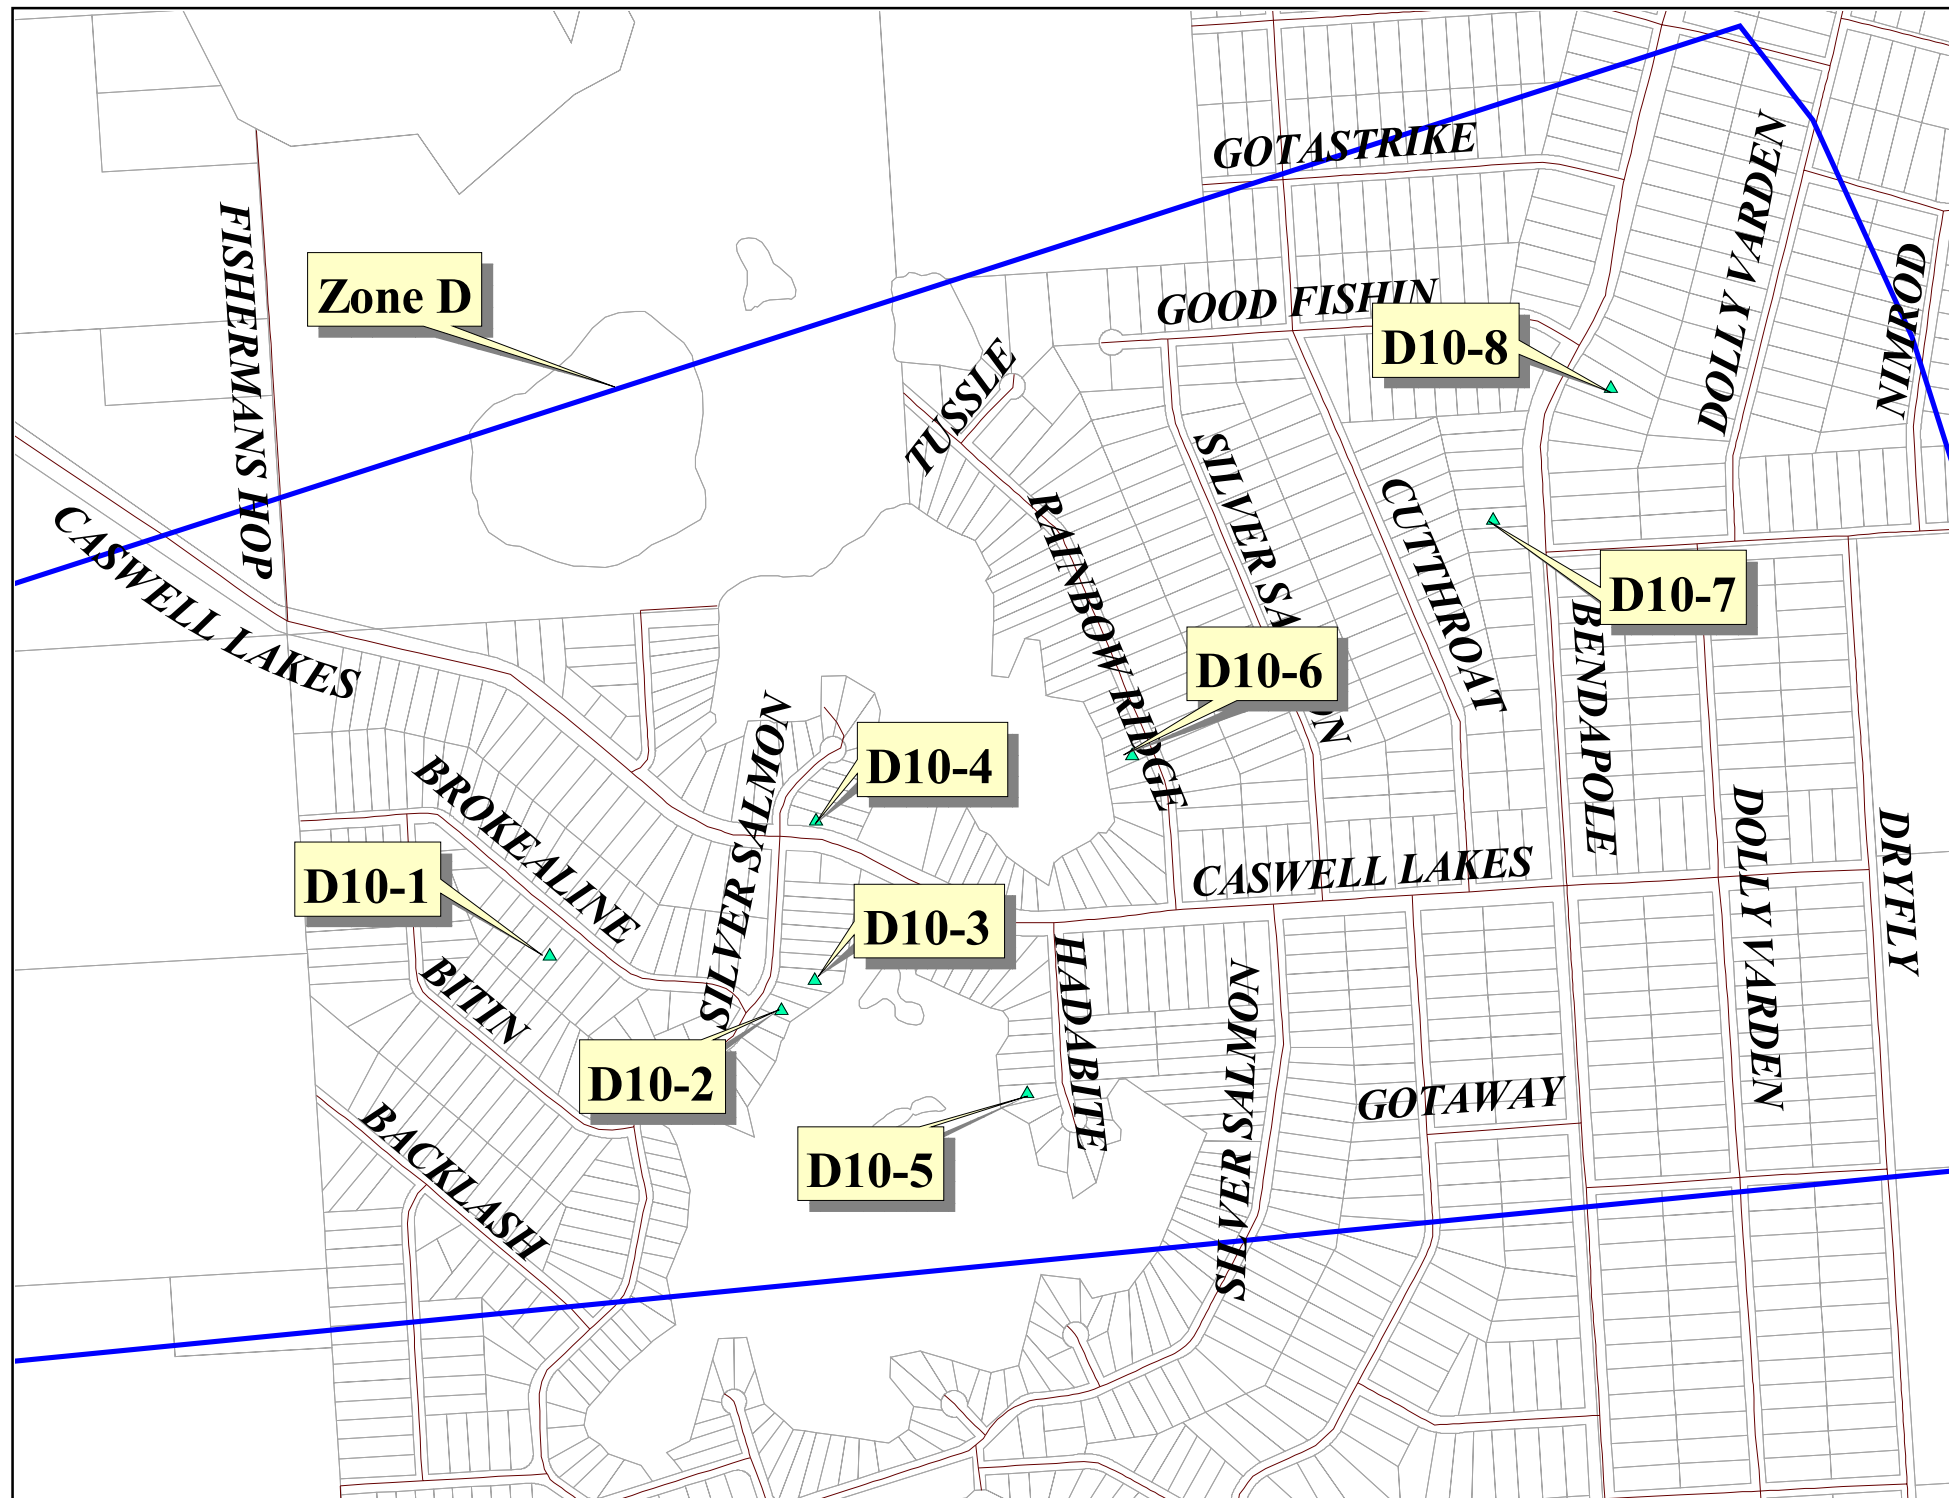 GOTASTRIKE
DOLLY VARDEN
FISHERMANS HOP
Zone D
GOOD FISHIN
NIMROD
D10-8
TUSSLE
SILVER SA ON
CUTTHROAT
RAINBOW RIDGE
CASWELL LAKES
D10-7
BENDAPOLE
D10-6
SILVER SALMON
D10-4
BROKEALINE
DOLLY VARDEN
DRYFLY
D10-1
CASWELL LAKES
D10-3
HADABITE
BITIN
SILVER SALMON
D10-2
GOTAWAY
BACKLASH
D10-5